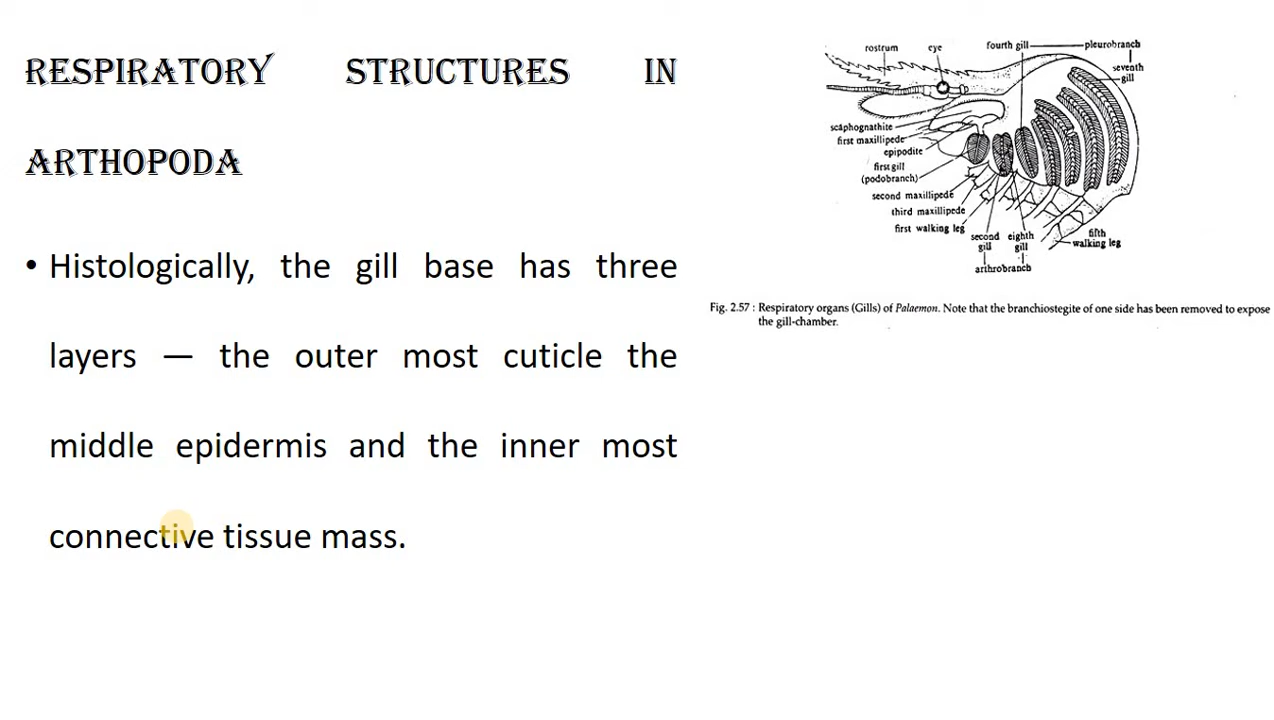 RESPIRATORY STRUCTURES IN
ARTHOPODA
• Histologically, the gill base has three
layers — the outer most cuticle the
middle epidermis and the inner most
connective tissue mass.
rostrum
eye
fourth gill
pleurobranch
seventh
gill
scaphognathite
first maxillipede
epipodite
first gill
(podobranch)
second maxillipede
third maxillipede
first walking leg
second
gill
eighth
gill
arthrobranch
fifth
walking leg
Fig. 2.57 : Respiratory organs (Gills) of Palaemon. Note that the branchiostegite of one side has been removed to expose
the gill-chamber.